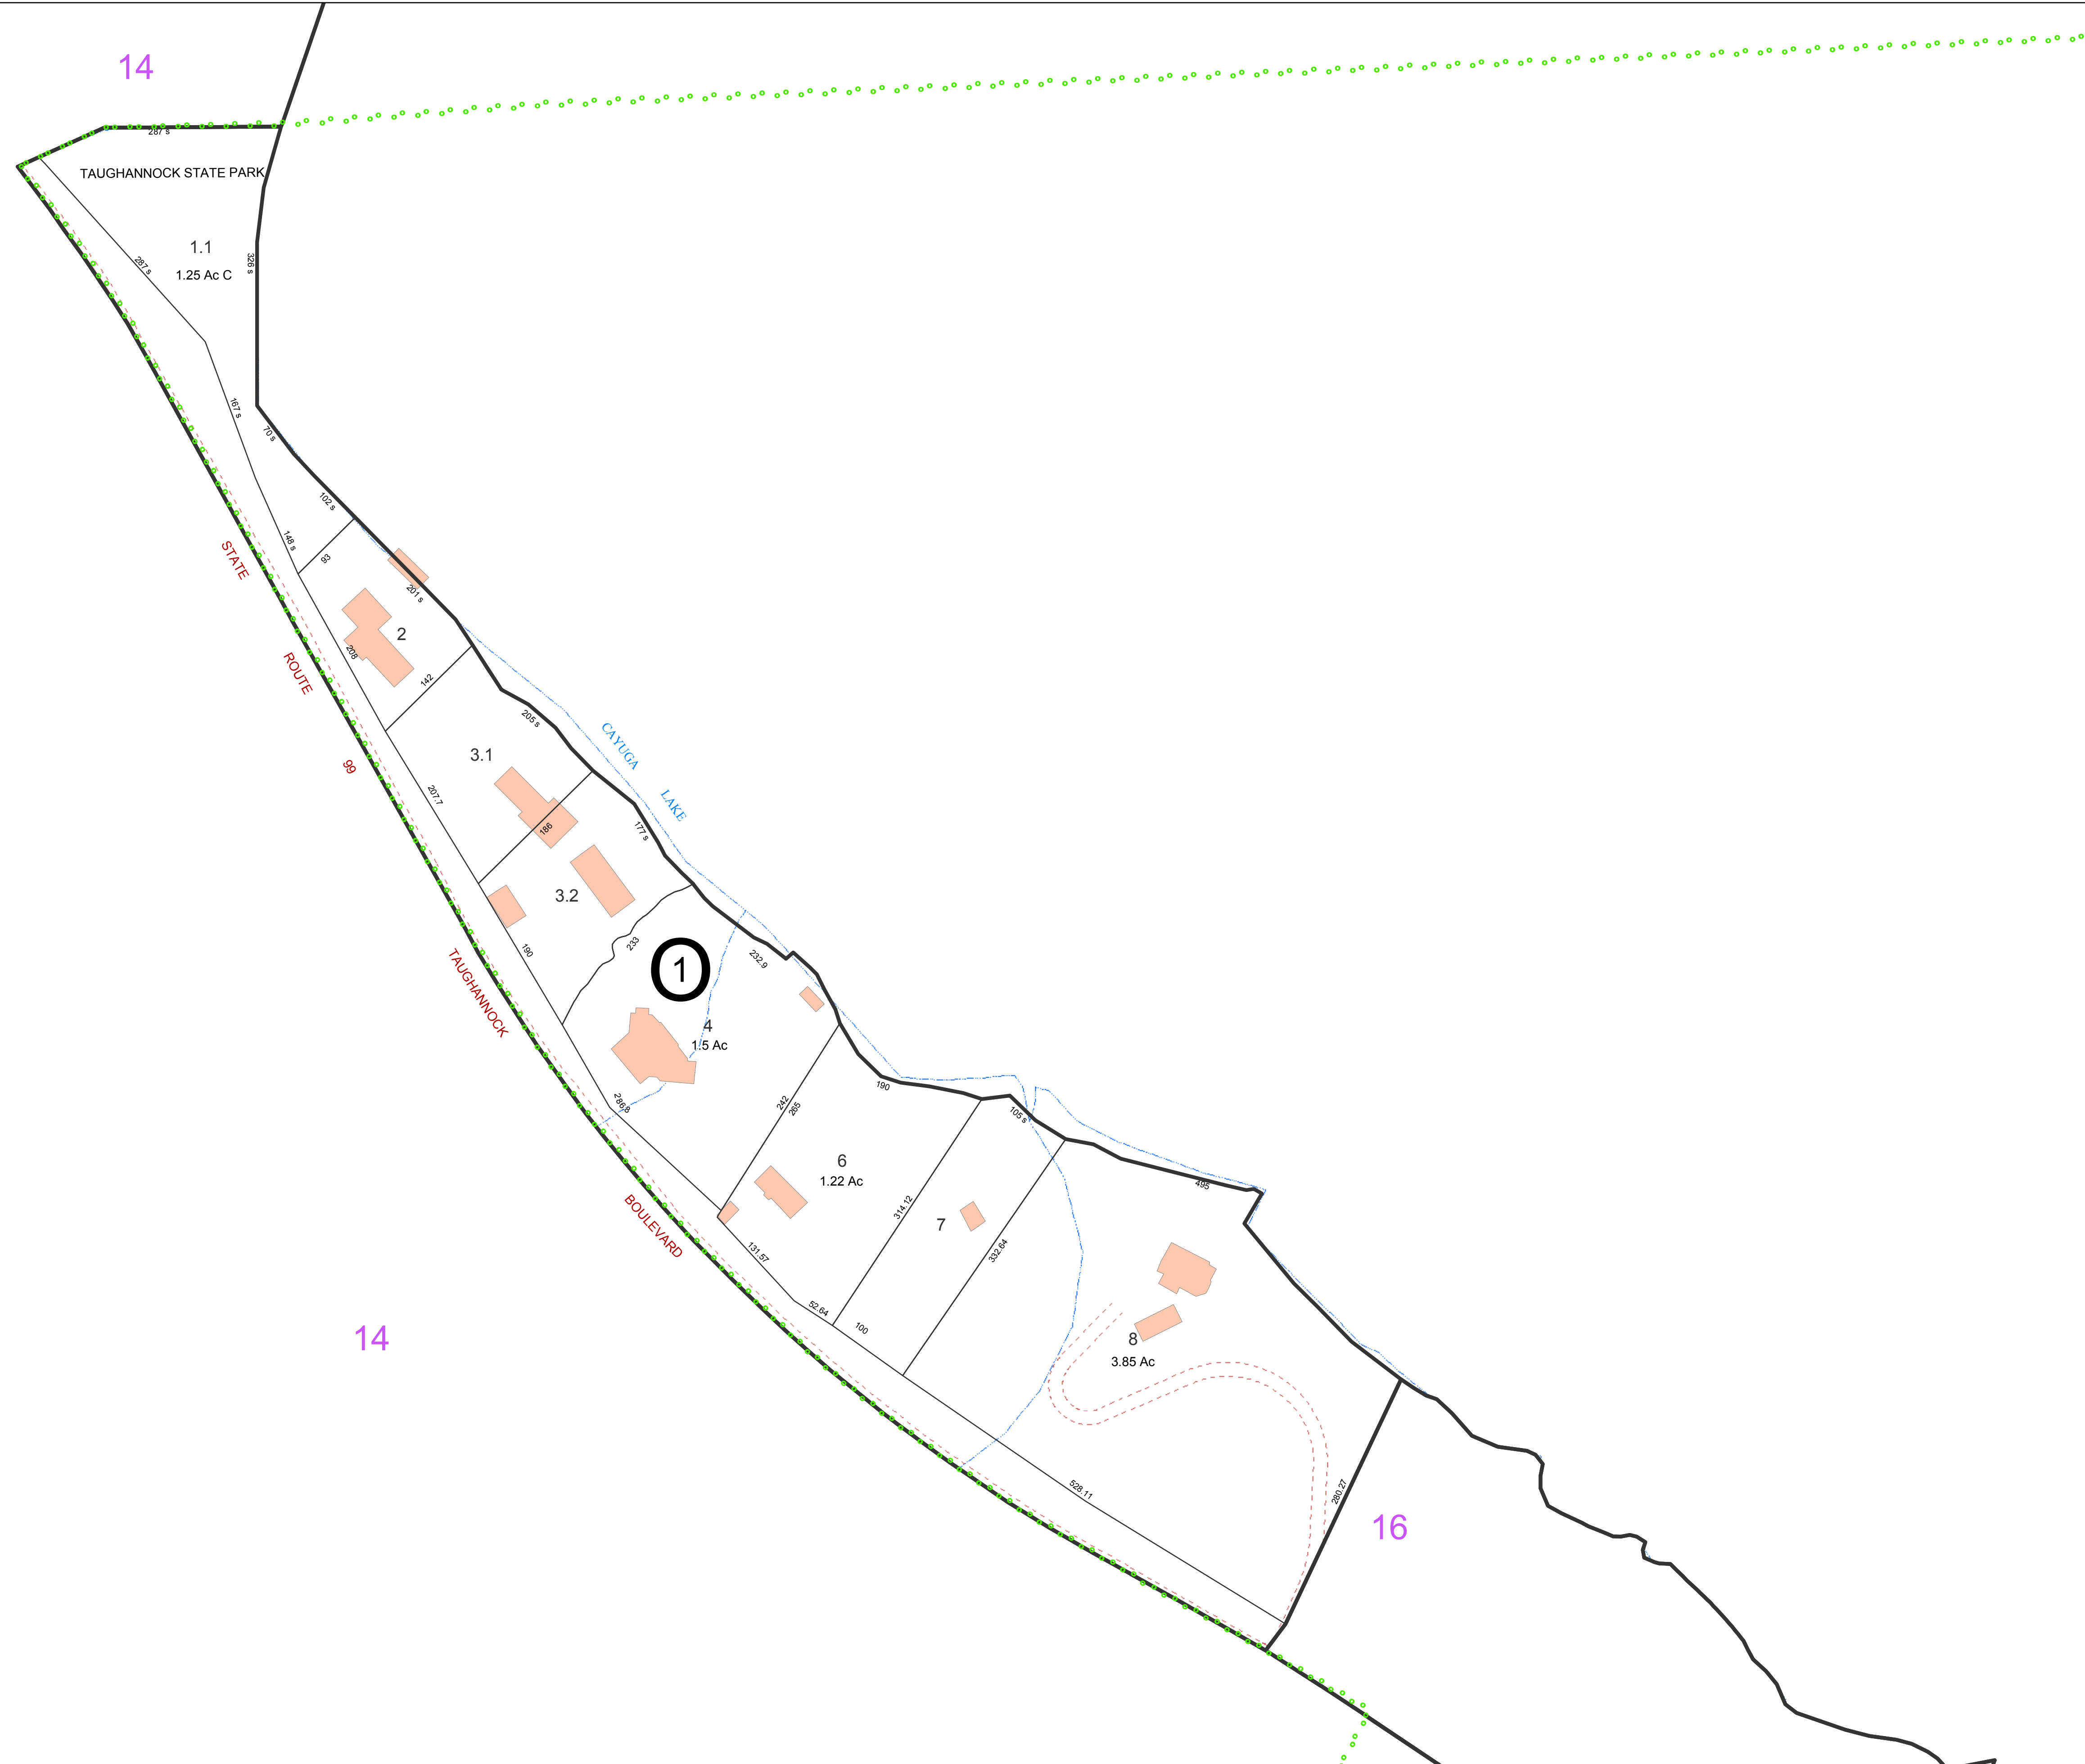 14
287 s
TAUGHANNOCK STATE PARK
1.1
1.25 Ac C
326 s
287 s
167 s
70 s
102 s
148 s
93
STATE
201 s
2
208
ROUTE
142
205 s
CAYUGA
3.1
99
207.7
LAKE
186
177 s
3.2
190
233
232.9
1
TAUGHANNOCK
4
1.5 Ac
286.8
242
265
190
105 s
6
1.22 Ac
495
BOULEVARD
314.12
7
131.57
332.64
52.64
100
14
8
3.85 Ac
528.11
280.27
16